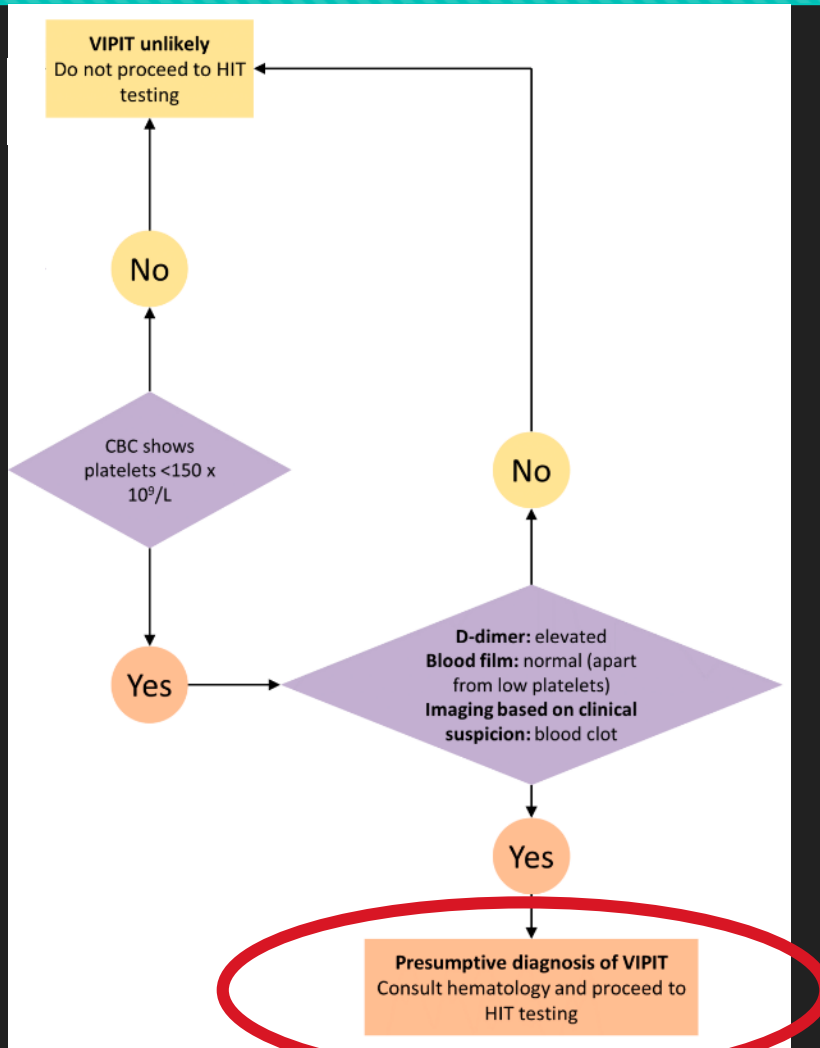 VIPIT unlikely
Do not proceed to HIT
testing
No
CBC shows
platelets <150 x
10⁹/L
No
Yes
D-dimer: elevated
Blood film: normal (apart
from low platelets)
Imaging based on clinical
suspicion: blood clot
Yes
Presumptive diagnosis of VIPIT
Consult hematology and proceed to
HIT testing